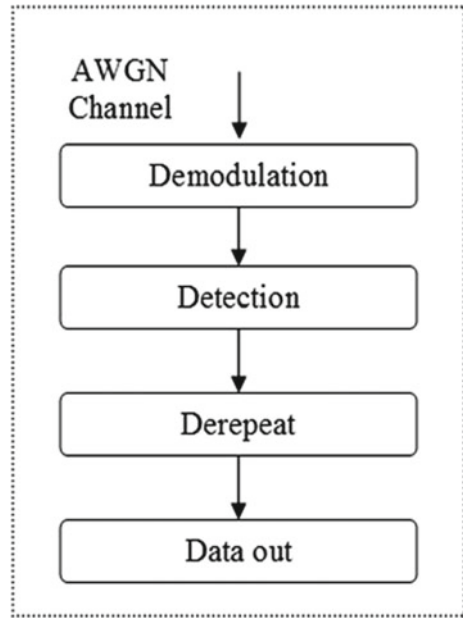 AWGN
Channel
Demodulation
Detection
Derepeat
Data out